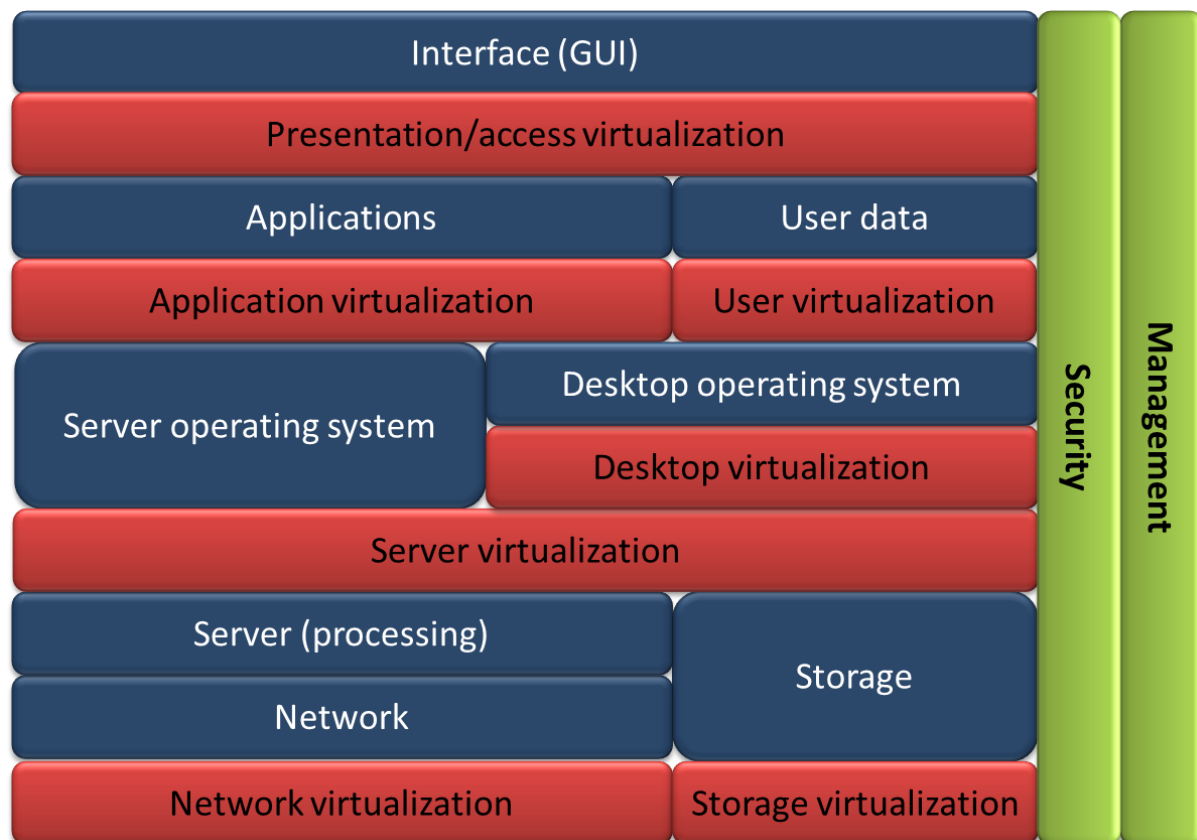 Interface (GUI)
Presentation/access virtualization
Applications
User data
Application virtualization
User virtualization
Server operating system
Desktop operating system
Desktop virtualization
Server virtualization
Server (processing)
Storage
Network
Network virtualization
Storage virtualization
Security
Management